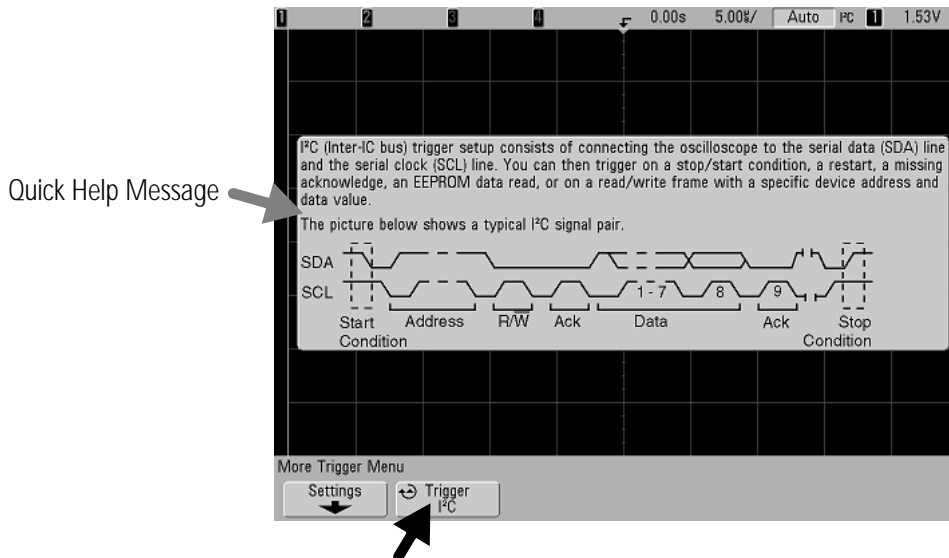 1 2 3 4 0.00s 5.00%/ Auto I²C 1 1.53V
Quick Help Message
I²C (Inter-IC bus) trigger setup consists of connecting the oscilloscope to the serial data (SDA) line
and the serial clock (SCL) line. You can then trigger on a stop/start condition, a restart, a missing
acknowledge, an EEPROM data read, or on a read/write frame with a specific device address and
data value.
The picture below shows a typical I²C signal pair.
SDA
SCL 1 - 7 8 9
Start Address R/W̅ Ack Data Ack Stop
Condition Condition
More Trigger Menu
Settings Trigger
I²C